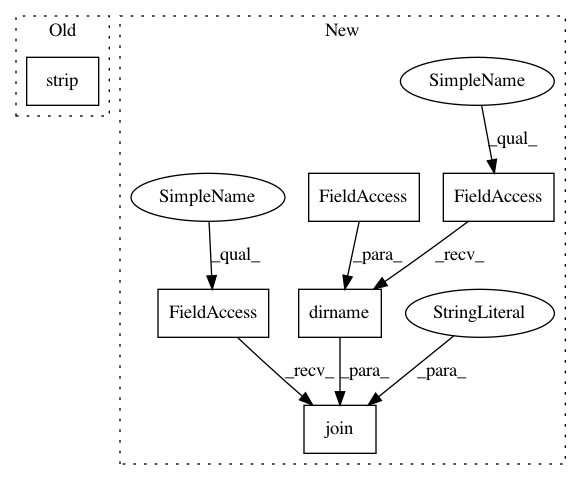 Old
New
strip
SimpleName
_qual_
SimpleName
FieldAccess
FieldAccess
_qual_
_para_
_recv_
FieldAccess
dirname
StringLiteral
_recv_
_para_
_para_
join